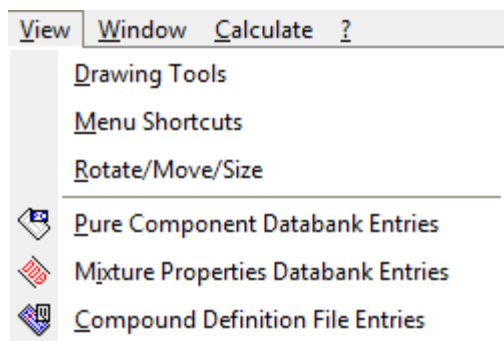 View Window Calculate ?
Drawing Tools
Menu Shortcuts
Rotate/Move/Size
Pure Component Databank Entries
DDB Mixture Properties Databank Entries
Compound Definition File Entries